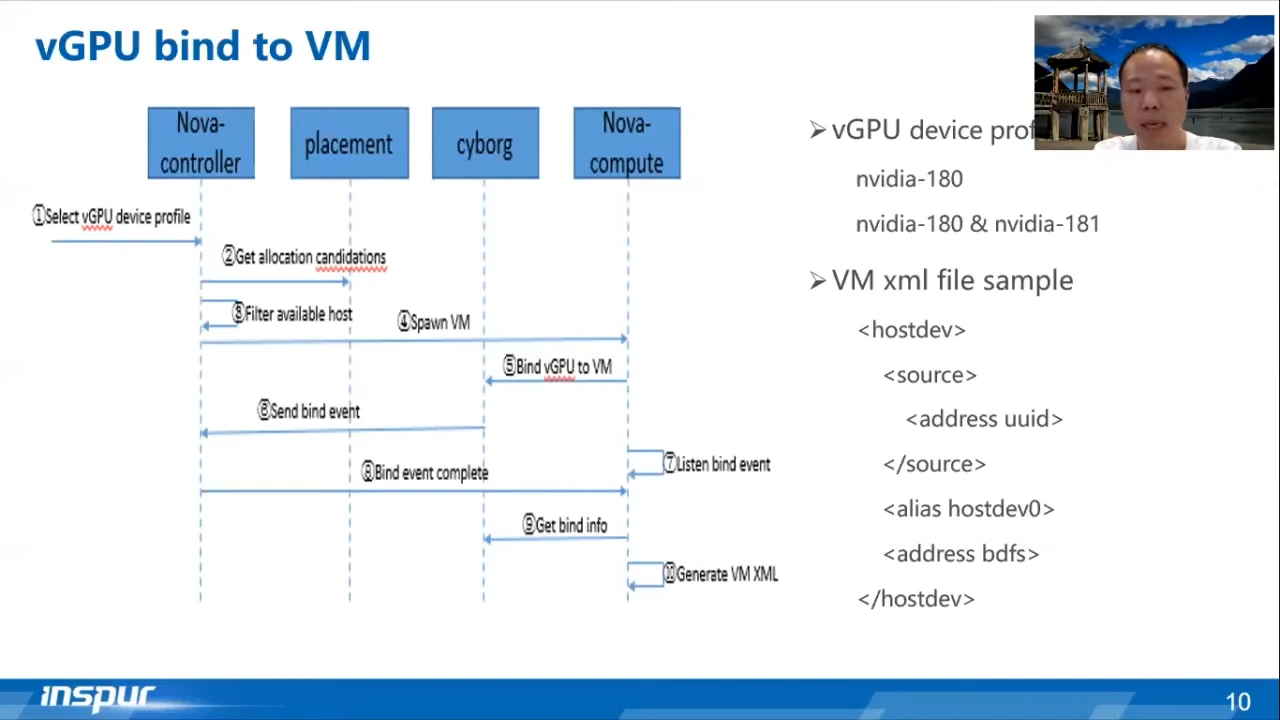 vGPU bind to VM
Nova-
controller
placement
cyborg
Nova-
compute
①Select vGPU device profile
②Get allocation candidations
③Filter available host
④Spawn VM
⑤Bind vGPU to VM
⑥Send bind event
⑦Listen bind event
⑧Bind event complete
⑨Get bind info
⑩Generate VM XML
➢vGPU device prof
nvidia-180
nvidia-180 & nvidia-181
➢VM xml file sample
<hostdev>
<source>
<address uuid>
</source>
<alias hostdev0>
<address bdfs>
</hostdev>
inspur
10